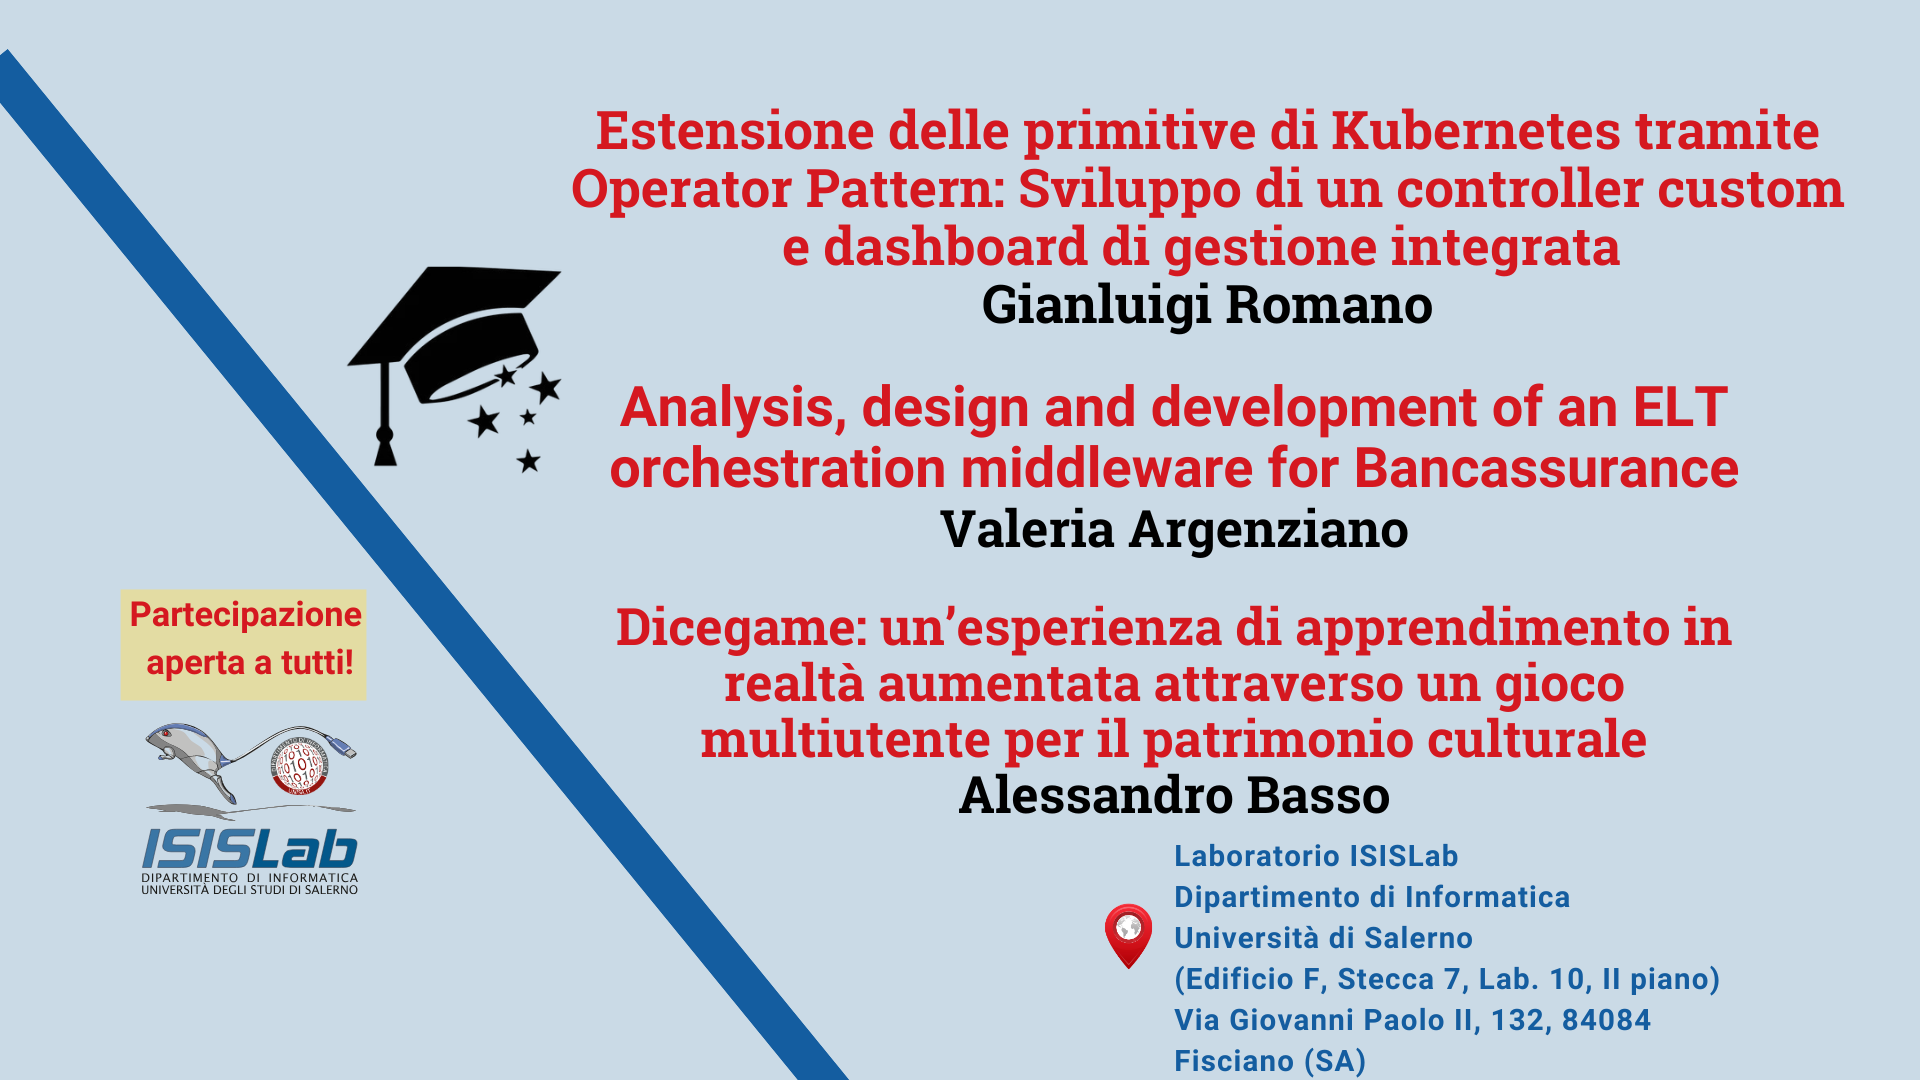 Estensione delle primitive di Kubernetes tramite
Operator Pattern: Sviluppo di un controller custom
e dashboard di gestione integrata
Gianluigi Romano
Analysis, design and development of an ELT
orchestration middleware for Bancassurance
Valeria Argenziano
Dicegame: un’esperienza di apprendimento in
realtà aumentata attraverso un gioco
multiutente per il patrimonio culturale
Alessandro Basso
Partecipazione
aperta a tutti!
ISISLab
DIPARTIMENTO DI INFORMATICA
UNIVERSITÀ DEGLI STUDI DI SALERNO
Laboratorio ISISLab
Dipartimento di Informatica
Università di Salerno
(Edificio F, Stecca 7, Lab. 10, II piano)
Via Giovanni Paolo II, 132, 84084
Fisciano (SA)